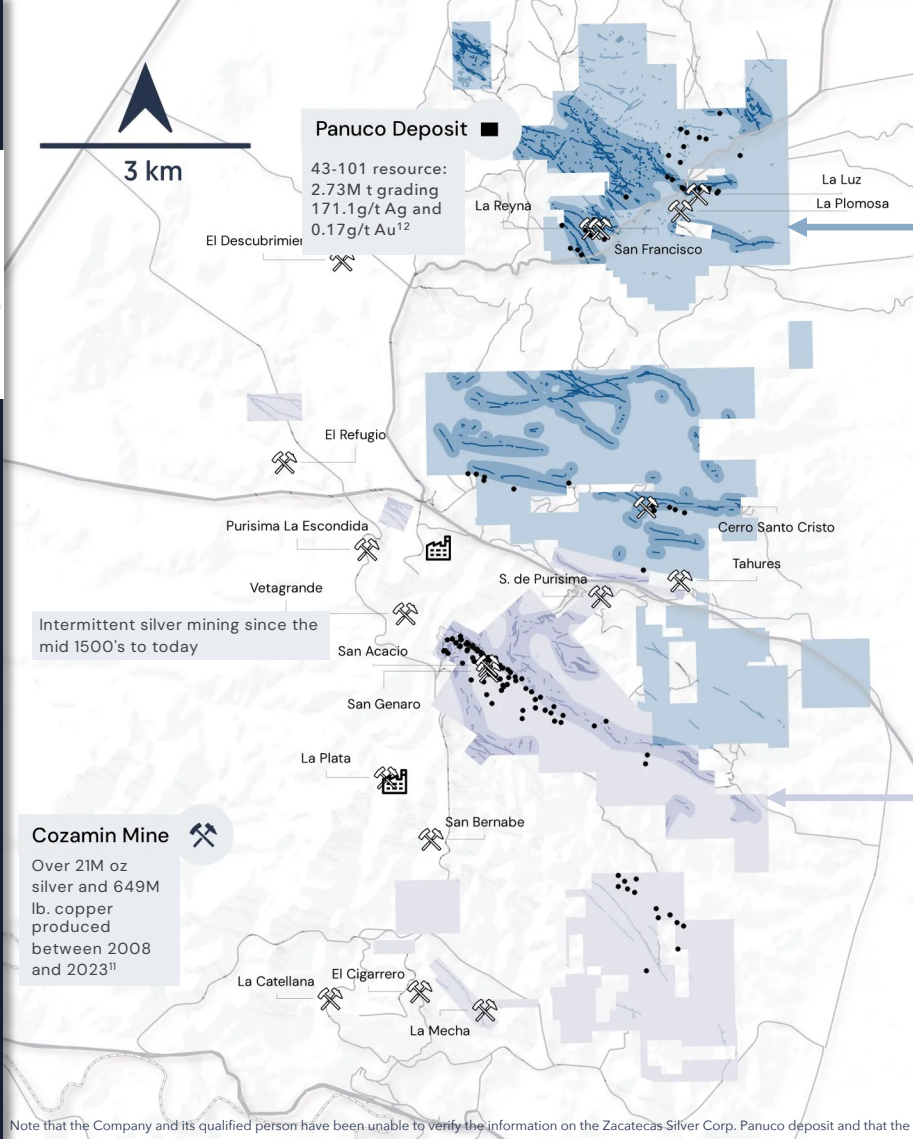 3 km
Panuco Deposit
43-101 resource:
2.73M t grading
171.1g/t Ag and
0.17g/t Au12
La Luz
La Plomosa
La Reyna
San Francisco
El Descubrimier
El Refugio
Purisima La Escondida
Cerro Santo Cristo
Tahures
S. de Purisima
Vetagrande
Intermittent silver mining since the
mid 1500's to today
San Acacio
San Genaro
La Plata
San Bernabe
Cozamin Mine
Over 21M oz
silver and 649M
lb. copper
produced
between 2008
and 202311
La Catellana
El Cigarrero
La Mecha
Note that the Company and its qualified person have been unable to verify the information on the Zacatecas Silver Corp. Panuco deposit and that the